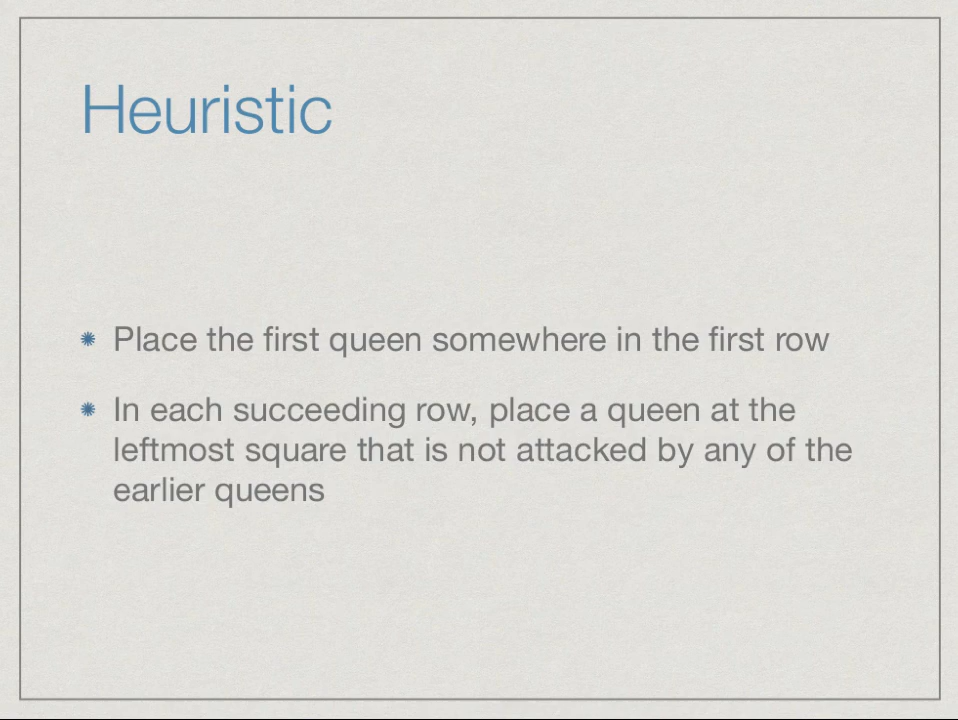 Heuristic
Place the first queen somewhere in the first row
In each succeeding row, place a queen at the
leftmost square that is not attacked by any of the
earlier queens